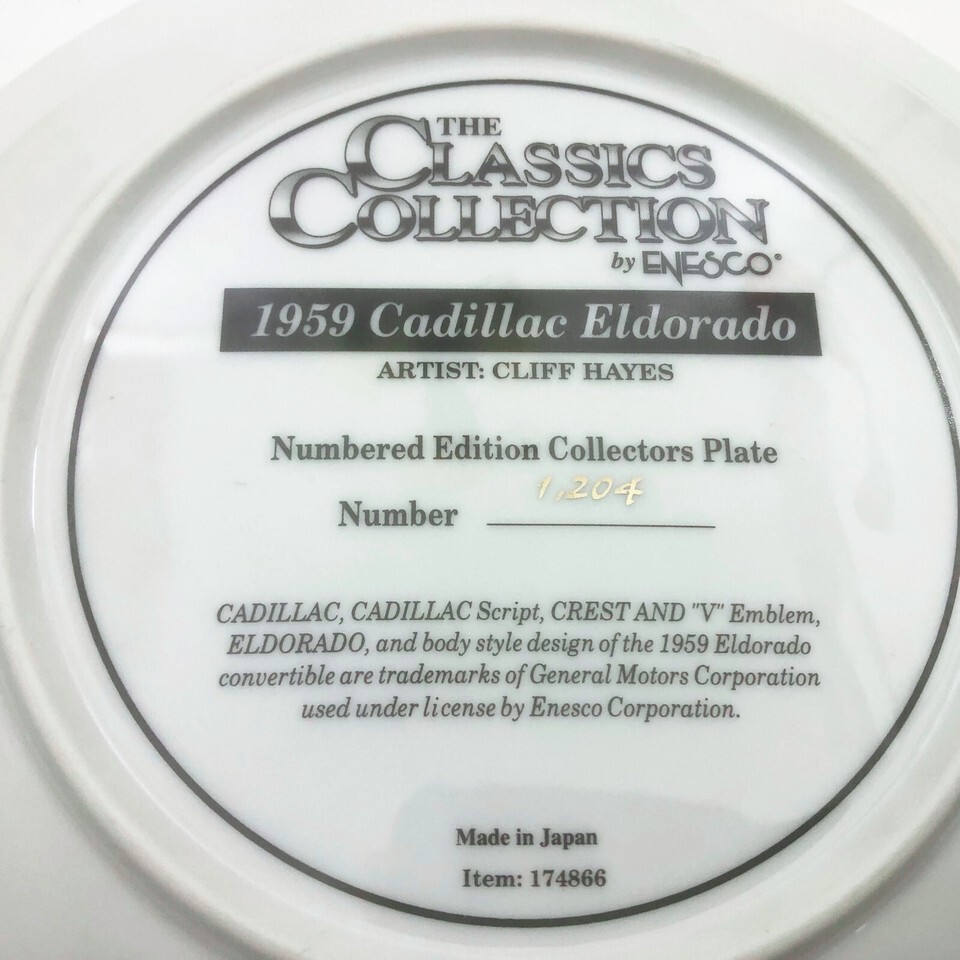 THE
CLASSICS
COLLECTION
by ENESCO®
1959 Cadillac Eldorado
ARTIST: CLIFF HAYES
Numbered Edition Collectors Plate
1,204
Number
CADILLAC, CADILLAC Script, CREST AND "V" Emblem,
ELDORADO, and body style design of the 1959 Eldorado
convertible are trademarks of General Motors Corporation
used under license by Enesco Corporation.
Made in Japan
Item: 174866